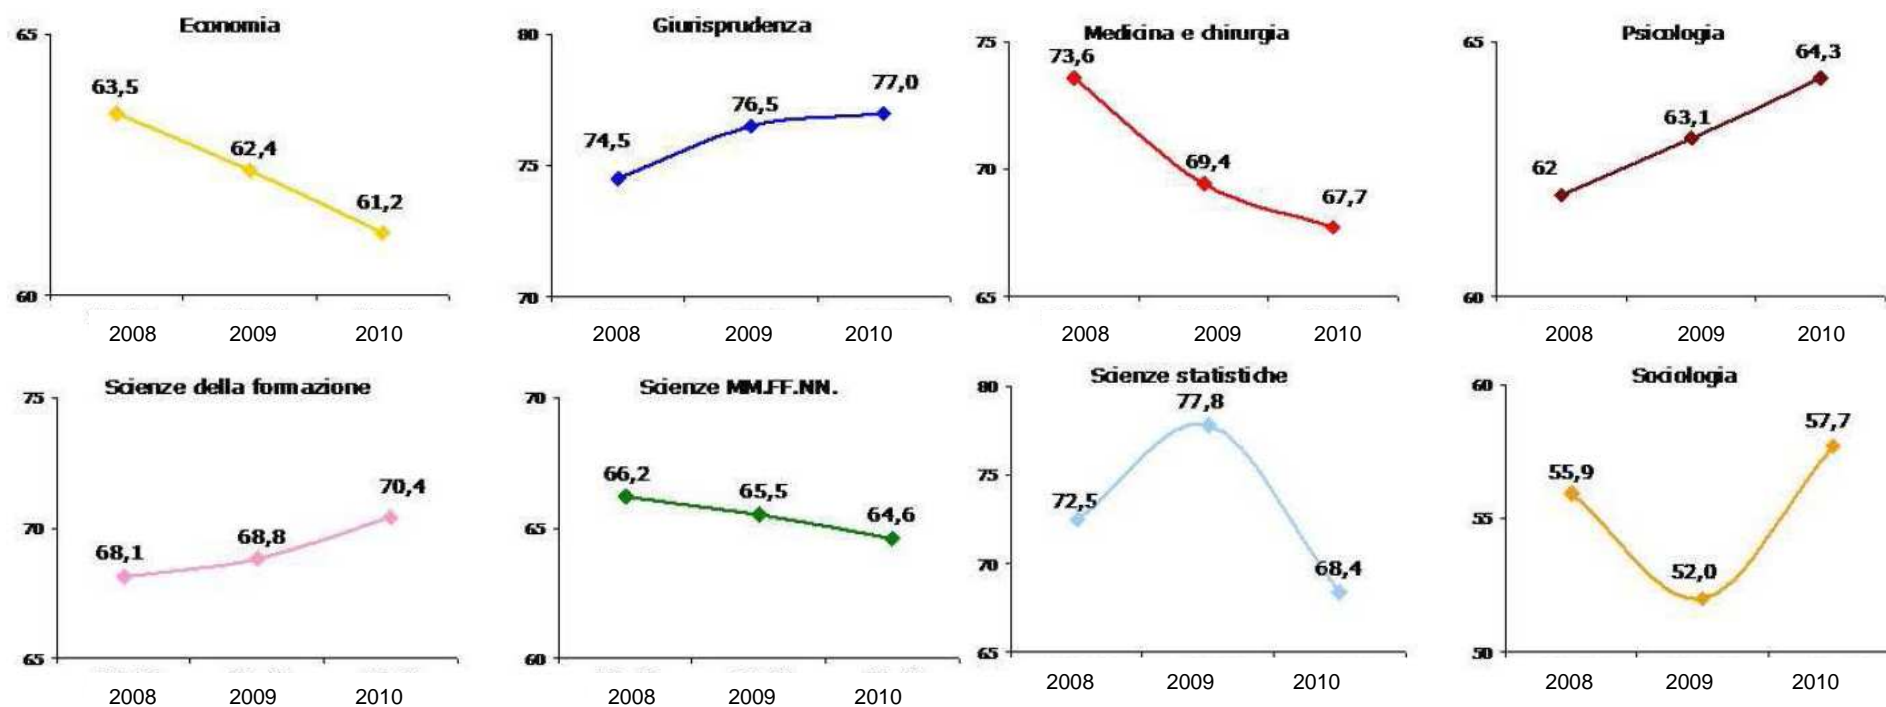 Economia
65
63,5
62,4
61,2
60
2008 2009 2010
Giurisprudenza
80
77,0
76,5
74,5
75
70
2008 2009 2010
Medicina e chirurgia
75
73,6
70
69,4
67,7
65
2008 2009 2010
Psicologia
65
64,3
63,1
62
60
2008 2009 2010
Scienze della formazione
75
70,4
70
68,8
68,1
65
2008 2009 2010
Scienze MM.FF.NN.
70
66,2
65,5
64,6
65
60
2008 2009 2010
Scienze statistiche
80
77,8
75
72,5
70
68,4
65
2008 2009 2010
Sociologia
60
57,7
55,9
55
52,0
50
2008 2009 2010